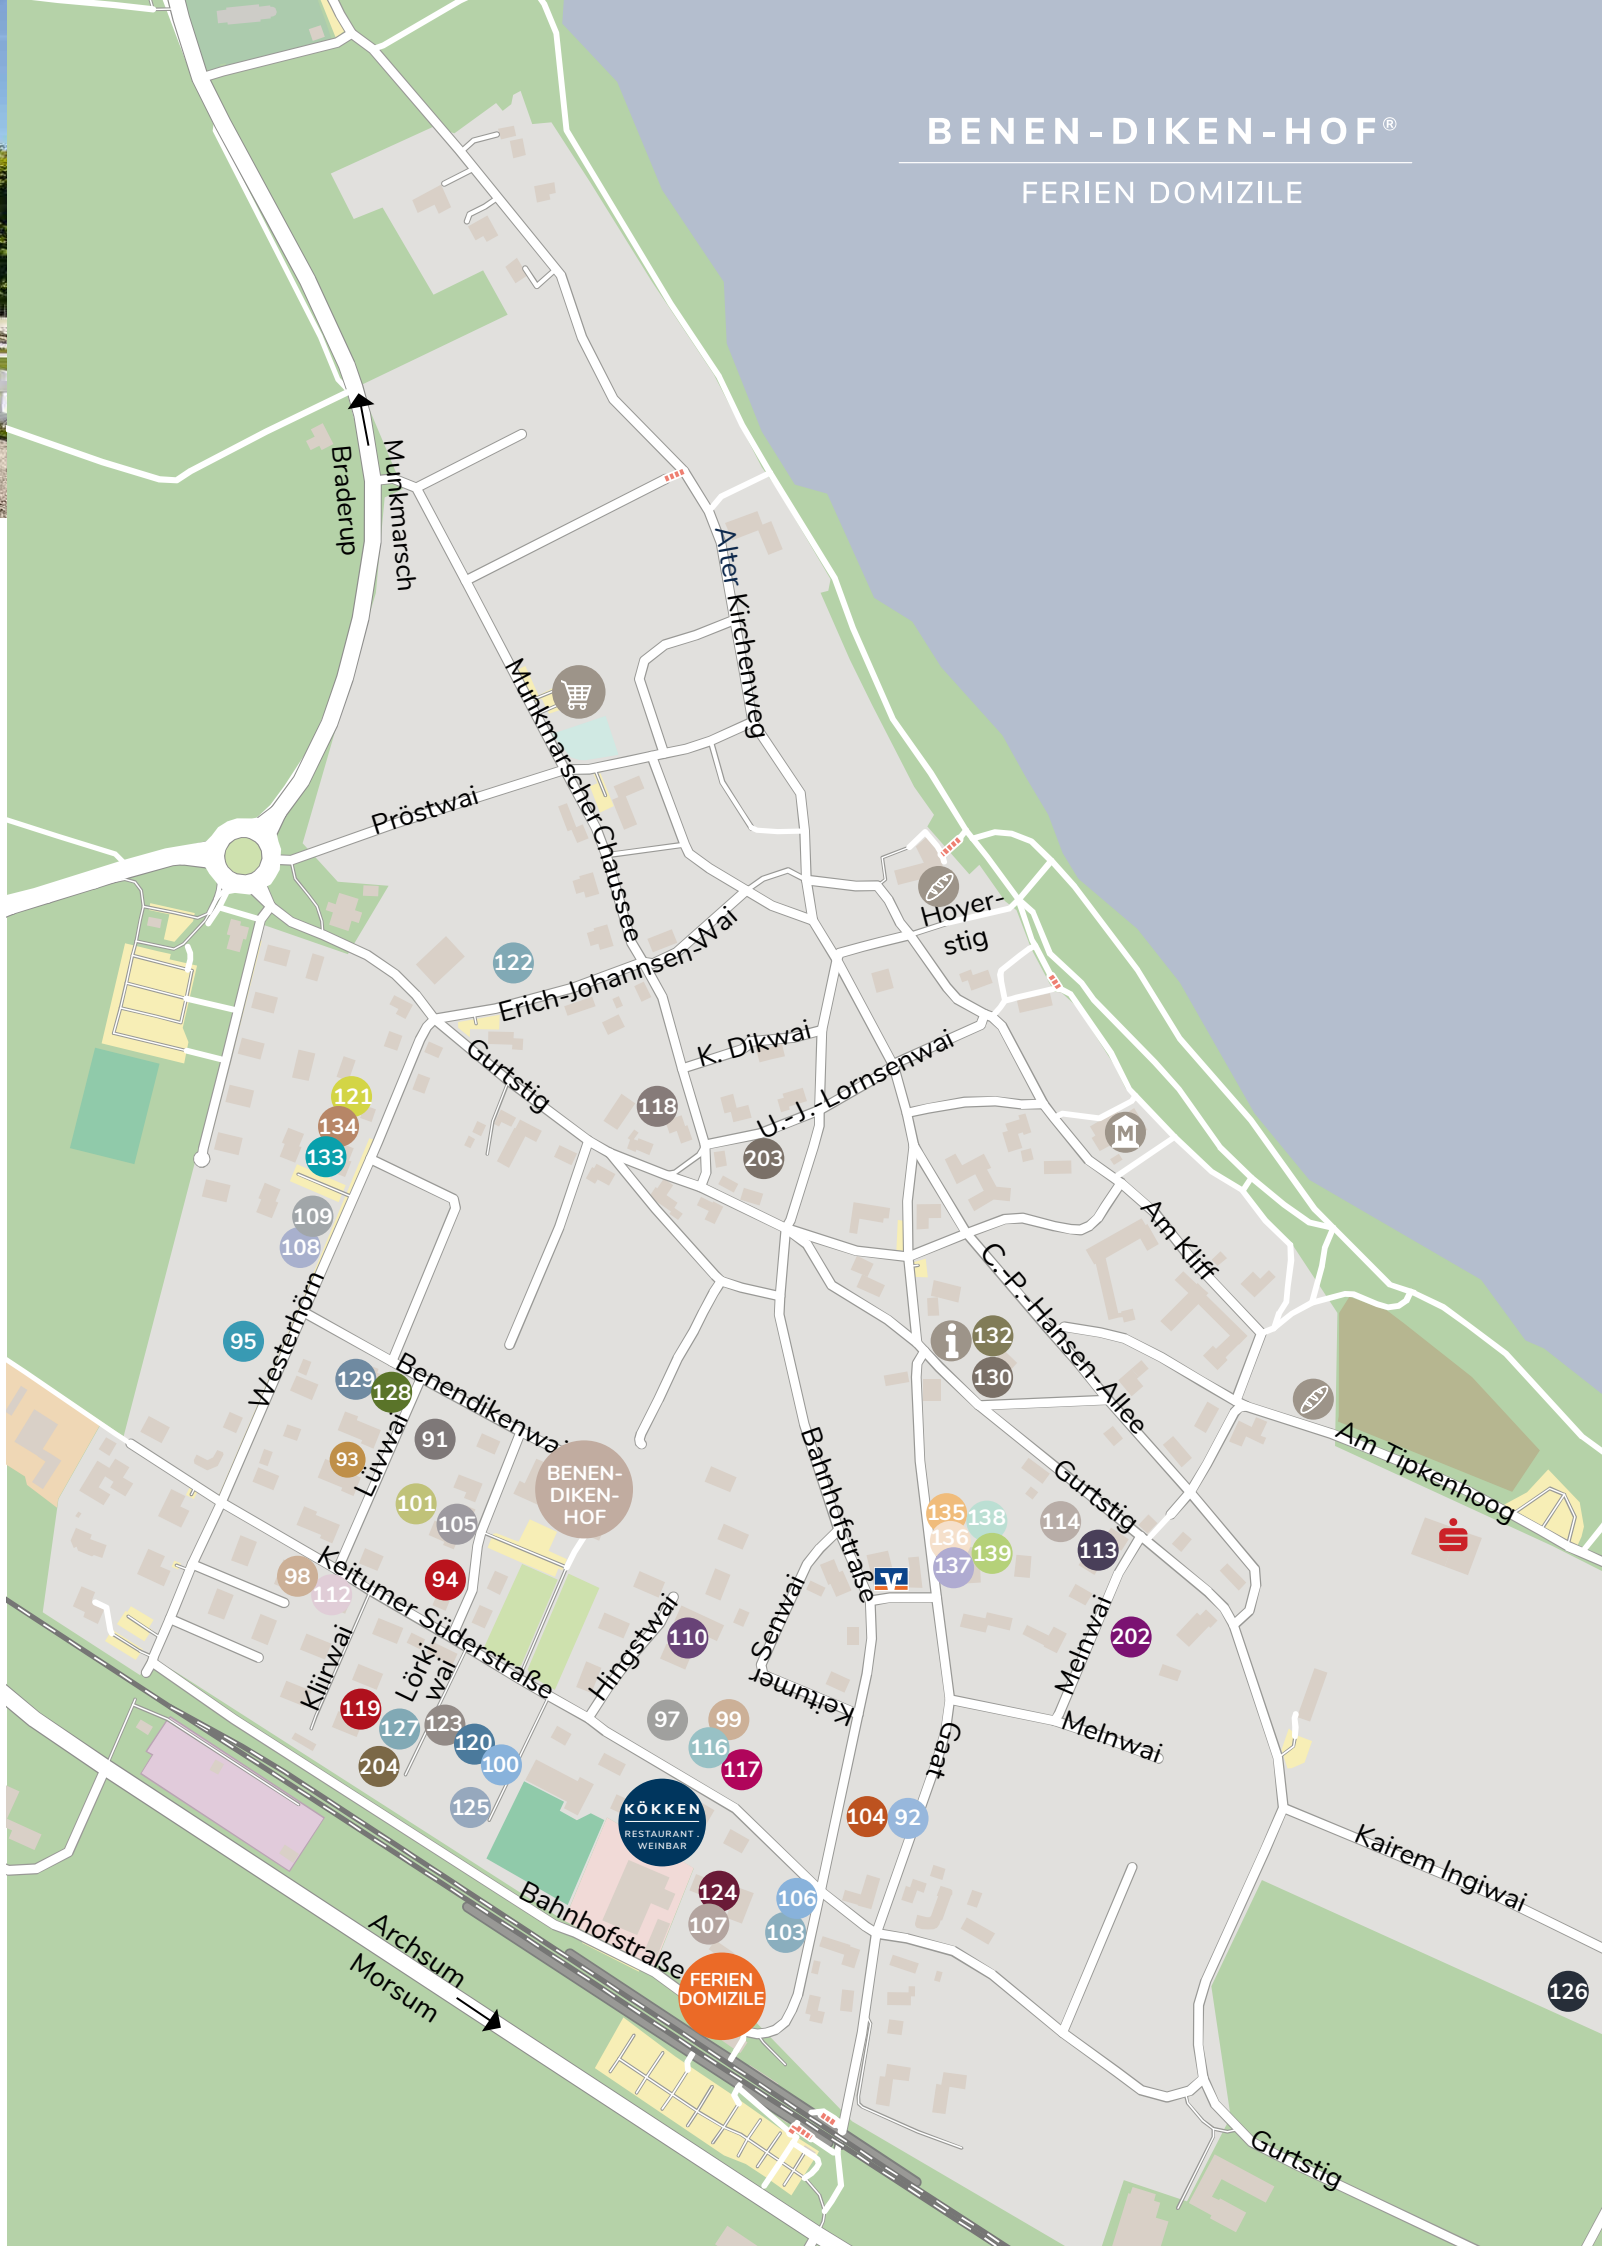 BENEN-DIKEN-HOF®
FERIEN DOMIZILE
Braderup
Munkmarsch
Alter Kirchenweg
Munkmarscher Chaussee
Pröstwai
Hoyer-
stig
Erich-Johannsen-Wai
122
K. Dikwai
U.-J.-Lornsenwai
Gurtstig
118
203
121
134
133
109
108
M
Am Kliff
C.-P.-Hansen-Allee
Westerhörn
95
129
128
Benendikenwai
i
132
130
91
93
Lüvwai
101
105
BENEN-
DIKEN-
HOF
Bahnhofstraße
Am Tipkenhoog
Gurtstig
135
138
136
139
137
114
113
94
98
112
Keitumer Süderstraße
Hingstwai
110
Senwai
Keitumer
Melnwai
202
Kliirwai
Lörki-
wai
119
127
123
120
100
204
125
97
99
116
117
Melnwai
Gaat
KÖKKEN
RESTAURANT .
WEINBAR
104
92
Kairem Ingiwai
124
106
107
103
Bahnhofstraße
Archsum
Morsum
FERIEN
DOMIZILE
126
Gurtstig